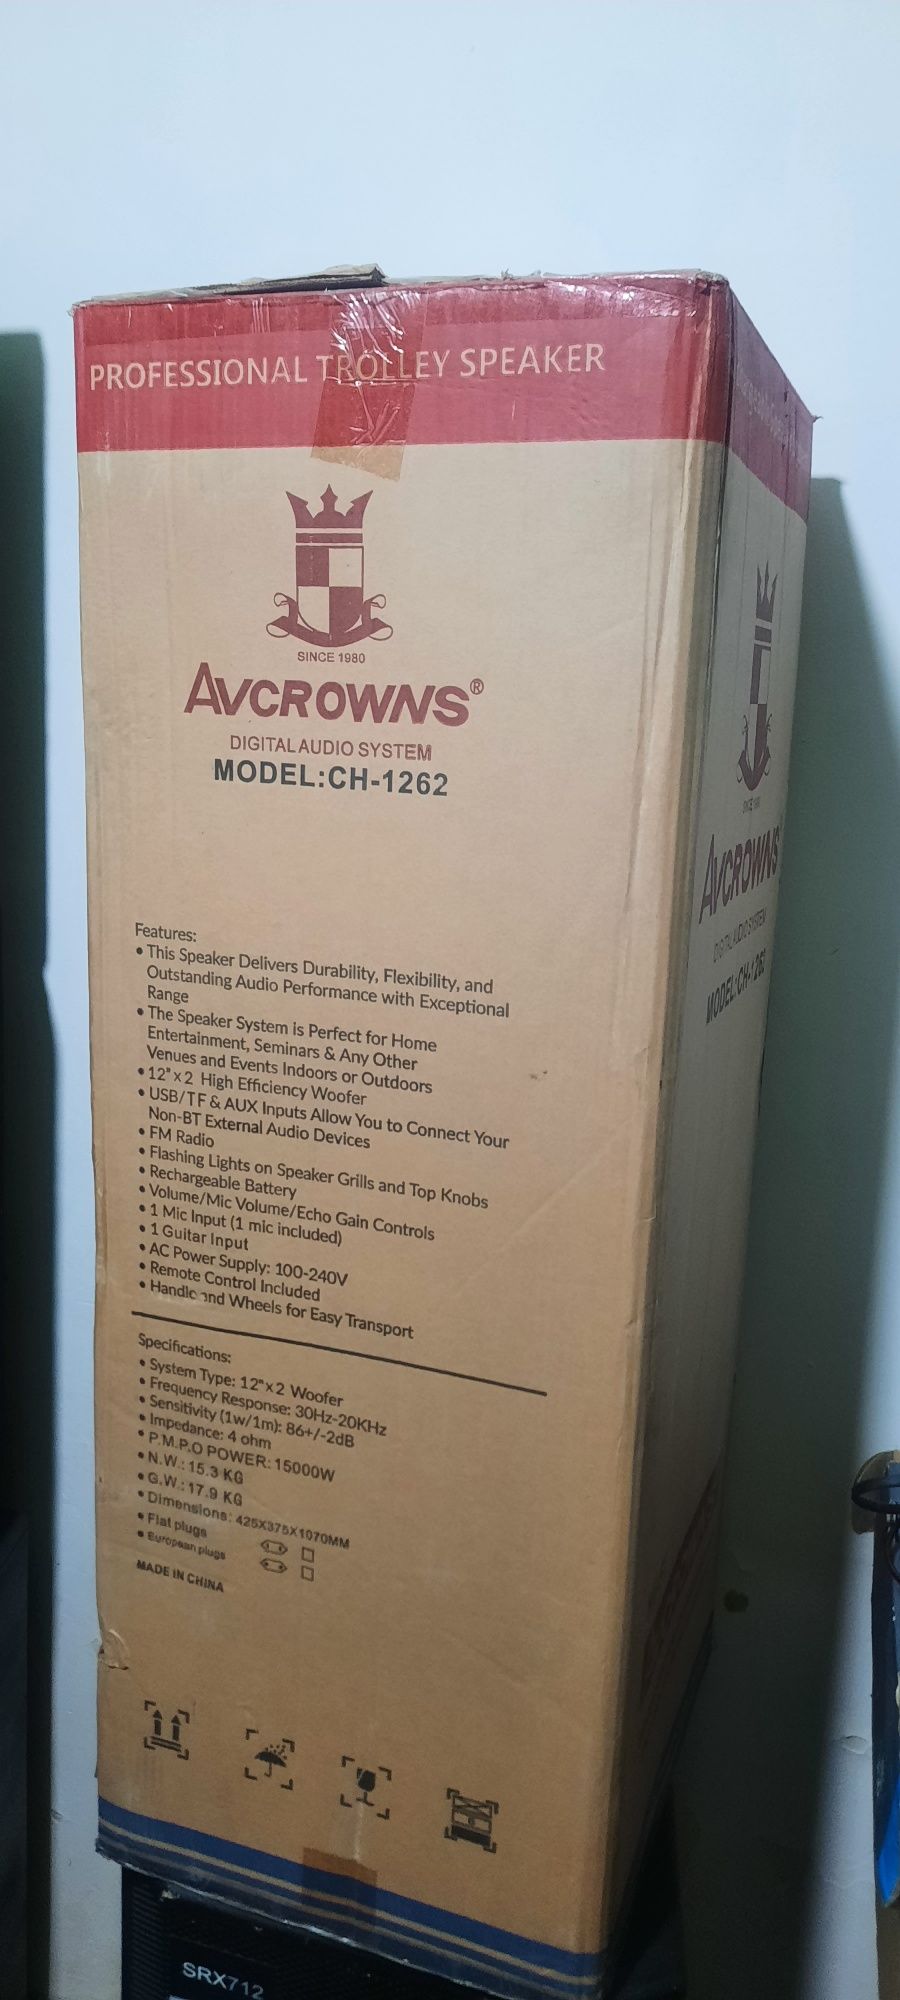 PROFESSIONAL TROLLEY SPEAKER
SINCE 1980
AVCROWNS®
DIGITAL AUDIO SYSTEM
MODEL:CH-1262
Features:
• This Speaker Delivers Durability, Flexibility, and
Outstanding Audio Performance with Exceptional
Range
• The Speaker System is Perfect for Home
Entertainment, Seminars & Any Other
Venues and Events Indoors or Outdoors
• 12"x2 High Efficiency Woofer
• USB/TF & AUX Inputs Allow You to Connect Your
Non-BT External Audio Devices
• FM Radio
• Flashing Lights on Speaker Grills and Top Knobs
• Rechargeable Battery
• Volume/Mic Volume/Echo Gain Controls
• 1 Mic Input (1 mic included)
• 1 Guitar Input
• AC Power Supply: 100-240V
• Remote Control Included
• Handle and Wheels for Easy Transport
Specifications:
• System Type: 12"x2 Woofer
• Frequency Response: 30Hz-20KHz
• Sensitivity (1w/1m): 86+/-2dB
• Impedance: 4 ohm
• P.M.P.O POWER: 15000W
• N.W.: 15.3 KG
• G.W.: 17.9 KG
• Dimensions: 425X375X1070MM
• Flat plugs
• European plugs
MADE IN CHINA
SINCE 1980
AVCROWNS
DIGITAL AUDIO SYSTEM
MODEL:CH-1262
SRX712